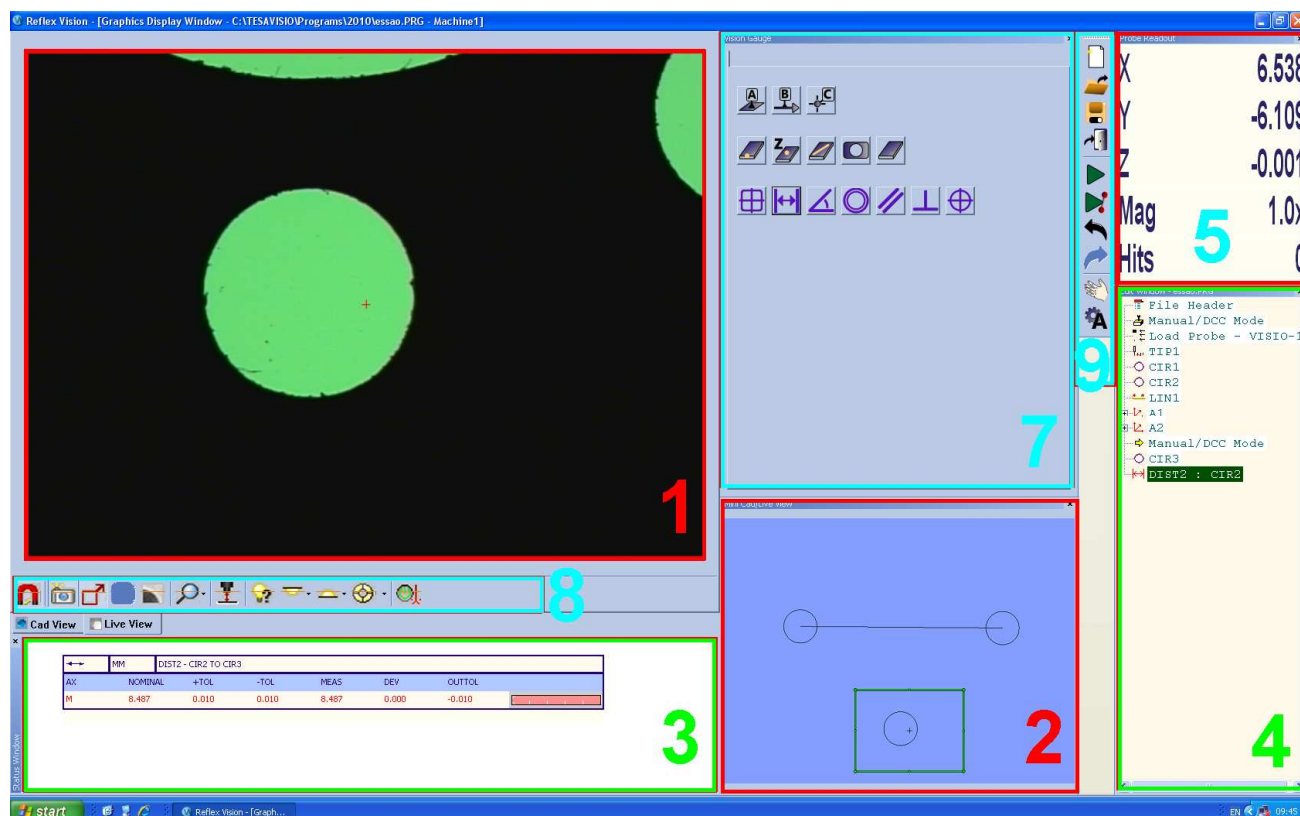 Reflex Vision - [Graphics Display Window - C:\TESAVISIO\Programs\2010\essao.PRG - Machine1]
Vision Gauge
A B C
Z
1
7
Probe Readout
X 6.538
Y -6.109
Z -0.001
Mag 1.0x
Hits 0
5
A
9
Edit Window - essao.PRG
File Header
Manual/DCC Mode
Load Probe - VISIO-1
TIP1
CIR1
CIR2
LIN1
A1
A2
Manual/DCC Mode
CIR3
DIST2 : CIR2
4
Mini Cad/Live View
2
8
Cad View Live View
MM DIST2 - CIR2 TO CIR3
AX NOMINAL +TOL -TOL MEAS DEV OUTTOL
M 8.487 0.010 0.010 8.487 0.000 -0.010
3
Status Window
start Reflex Vision - [Graph... EN 09:45